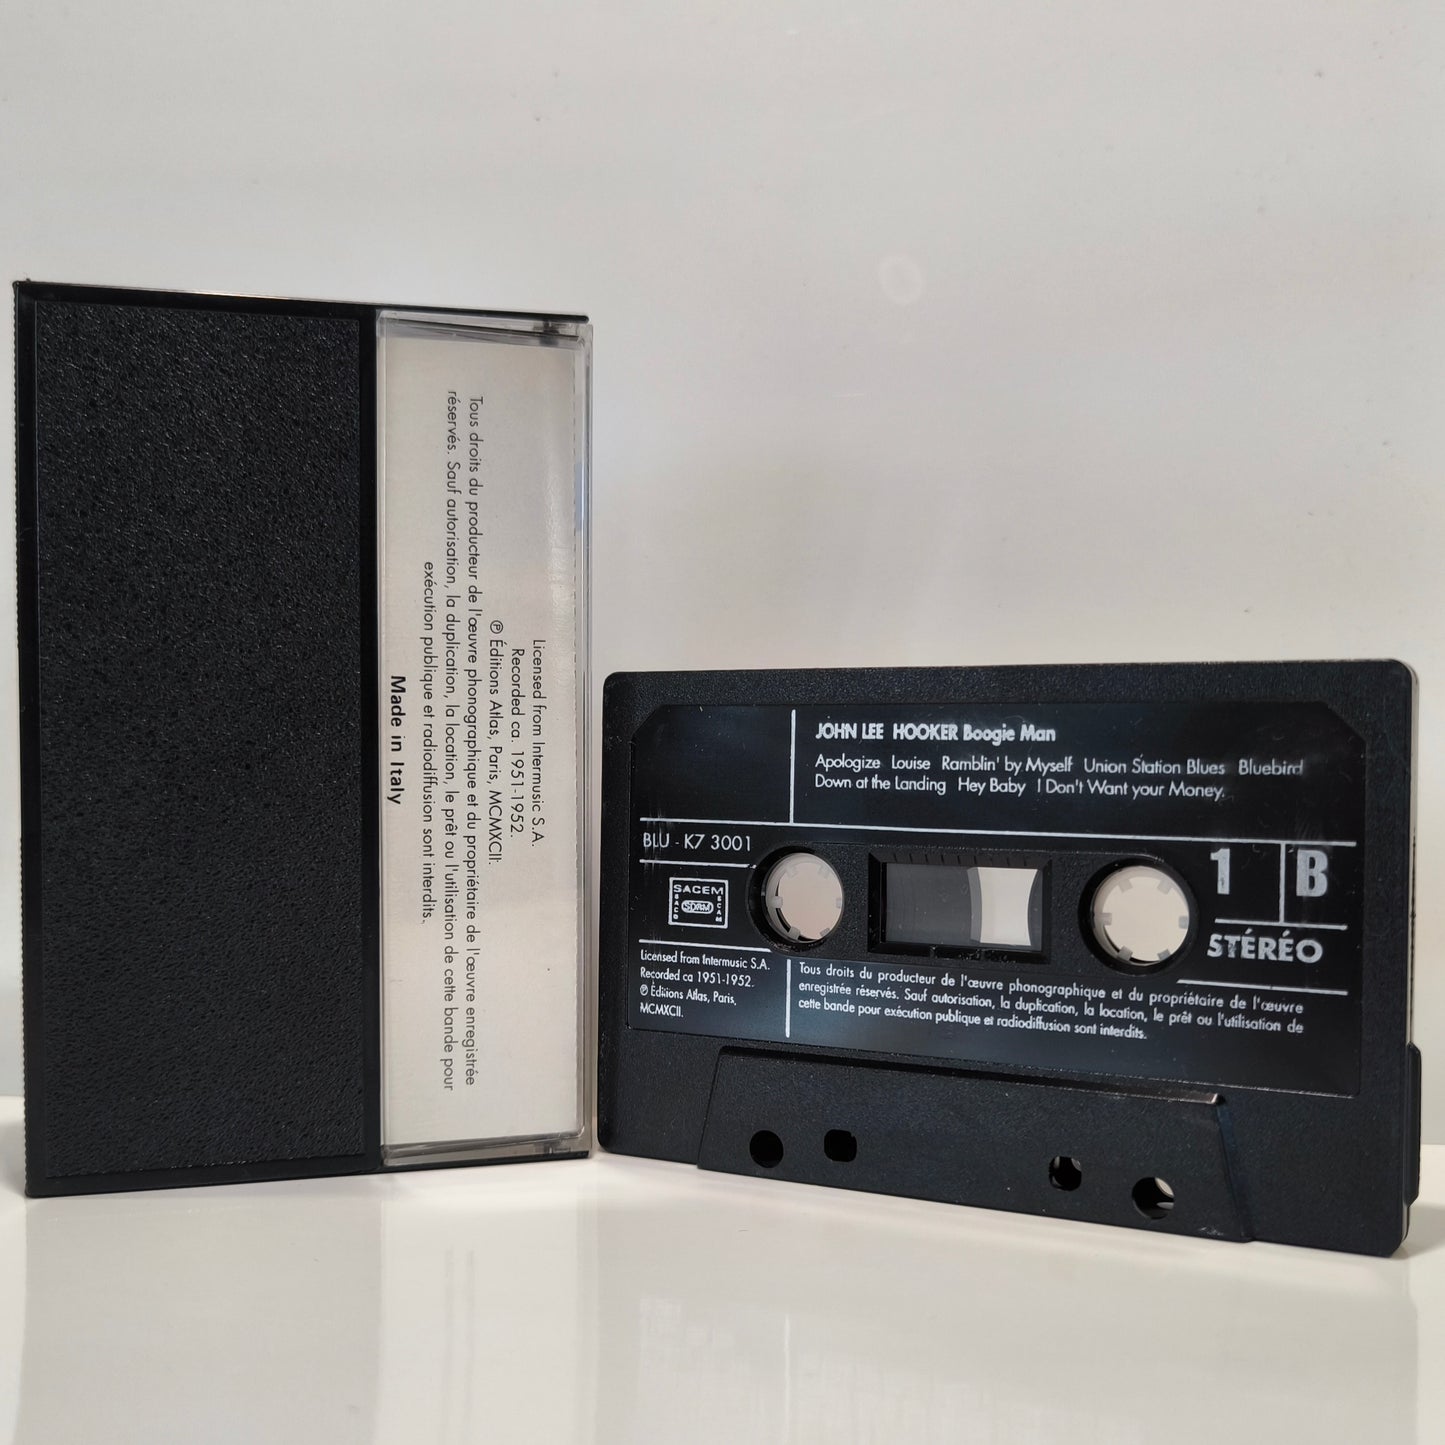 Licensed from Intermusic S.A.
Recorded ca. 1951-1952.
℗ Éditions Atlas, Paris, MCMXCII.
Tous droits du producteur de l'œuvre phonographique et du propriétaire de l'œuvre enregistrée
réservés. Sauf autorisation, la duplication, la location, le prêt ou l'utilisation de cette bande pour
exécution publique et radiodiffusion sont interdits.
Made in Italy
JOHN LEE HOOKER Boogie Man
Apologize Louise Ramblin' by Myself Union Station Blues Bluebird
Down at the Landing Hey Baby I Don't Want your Money.
BLU - K7 3001
1 B
SACEM
SDRM
STÉRÉO
Licensed from Intermusic S.A.
Recorded ca 1951-1952.
℗ Éditions Atlas, Paris,
MCMXCII.
Tous droits du producteur de l'œuvre phonographique et du propriétaire de l'œuvre
enregistrée réservés. Sauf autorisation, la duplication, la location, le prêt ou l'utilisation de
cette bande pour exécution publique et radiodiffusion sont interdits.